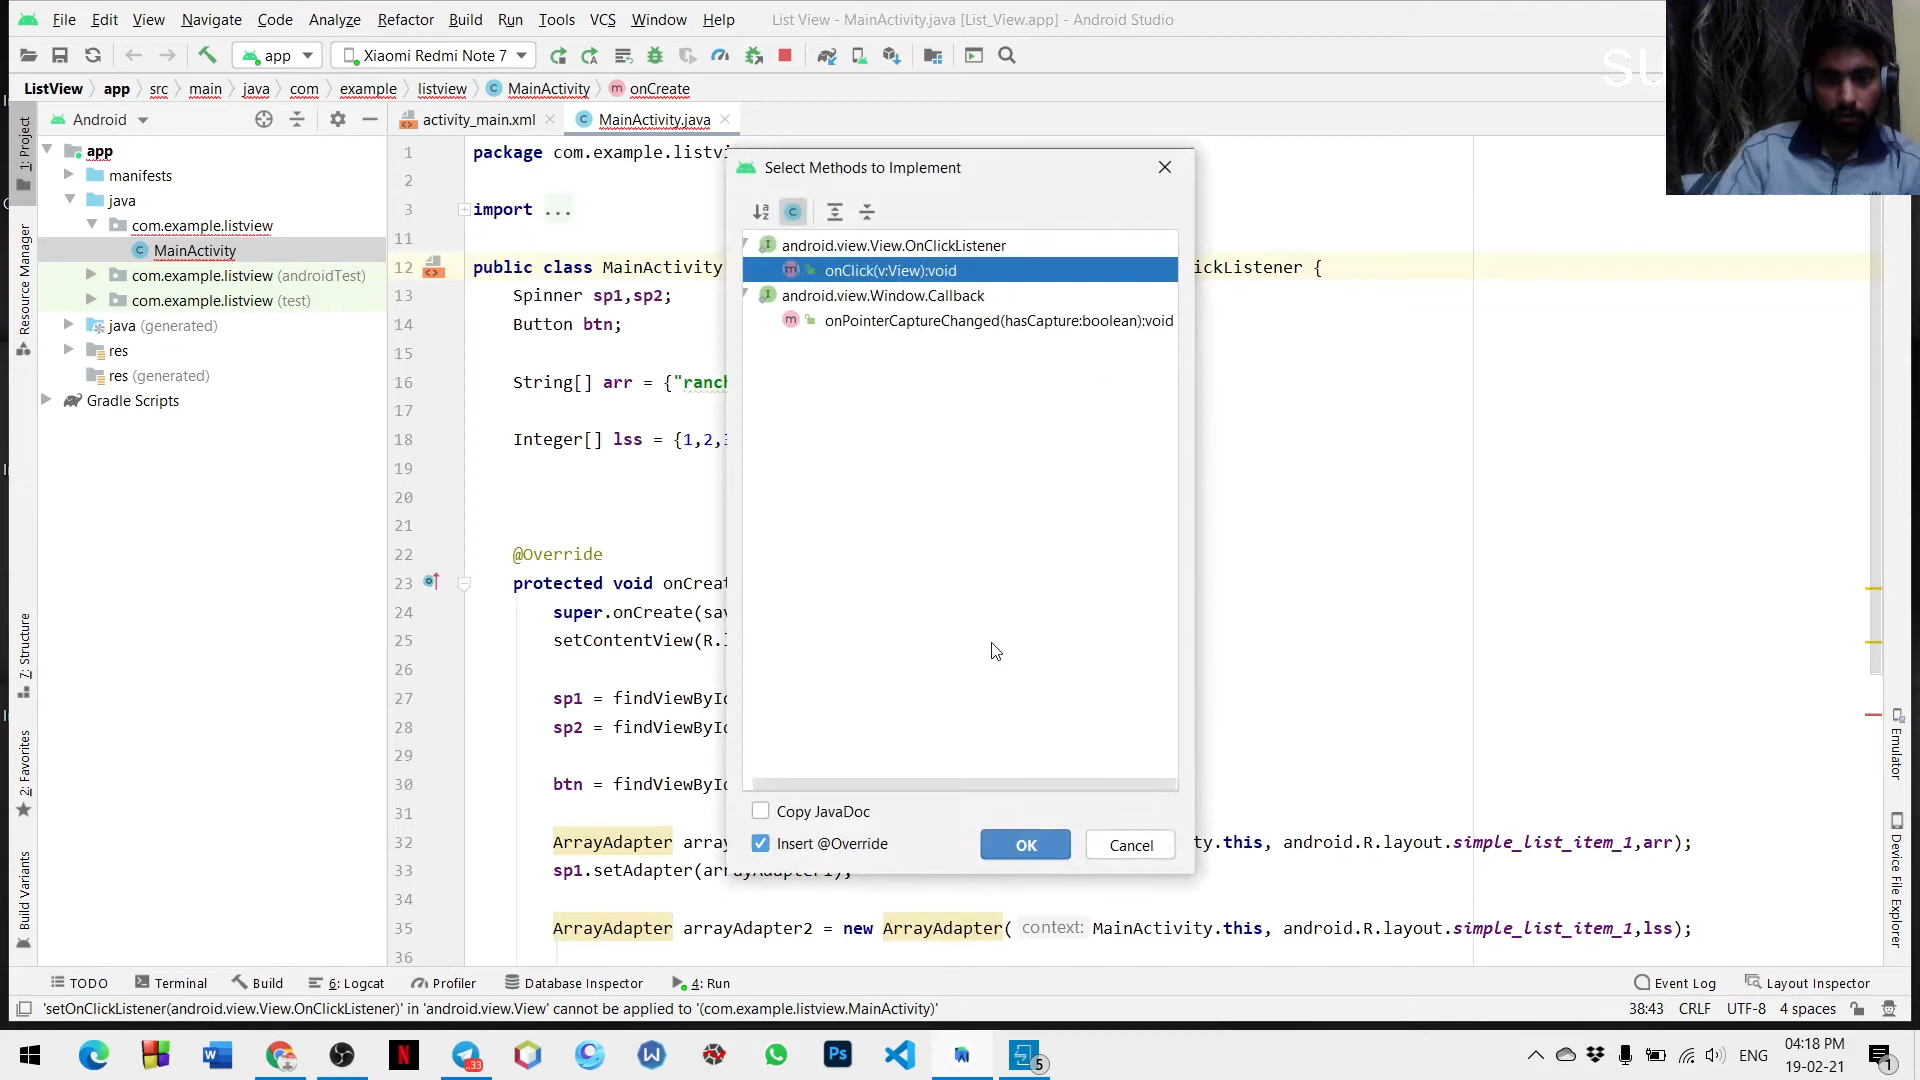 File Edit View Navigate Code Analyze Refactor Build Run Tools VCS Window Help List View - MainActivity.java [List_View.app] - Android Studio
SU
app Xiaomi Redmi Note 7
ListView app src main java com example listview MainActivity onCreate
Android activity_main.xml MainActivity.java
1: Project
Resource Manager
7: Structure
2: Favorites
Build Variants
app
manifests
java
com.example.listview
MainActivity
com.example.listview (androidTest)
com.example.listview (test)
java (generated)
res
res (generated)
Gradle Scripts
1 package com.example.listvi
2
3 import ...
11
12 public class MainActivity ickListener {
13 Spinner sp1,sp2;
14 Button btn;
15
16 String[] arr = {"ranch
17
18 Integer[] lss = {1,2,3
19
20
21
22 @Override
23 protected void onCreat
24 super.onCreate(sav
25 setContentView(R.l
26
27 sp1 = findViewById
28 sp2 = findViewById
29
30 btn = findViewById
31
32 ArrayAdapter array ty.this, android.R.layout.simple_list_item_1,arr);
33 sp1.setAdapter(arrayAdapter1);
34
35 ArrayAdapter arrayAdapter2 = new ArrayAdapter( context: MainActivity.this, android.R.layout.simple_list_item_1,lss);
36
Select Methods to Implement
android.view.View.OnClickListener
onClick(v:View):void
android.view.Window.Callback
onPointerCaptureChanged(hasCapture:boolean):void
Copy JavaDoc
Insert @Override
OK Cancel
Emulator
Device File Explorer
TODO Terminal Build 6: Logcat Profiler Database Inspector 4: Run Event Log Layout Inspector
'setOnClickListener(android.view.View.OnClickListener)' in 'android.view.View' cannot be applied to '(com.example.listview.MainActivity)' 38:43 CRLF UTF-8 4 spaces
33 5 ENG 04:18 PM
19-02-21 1